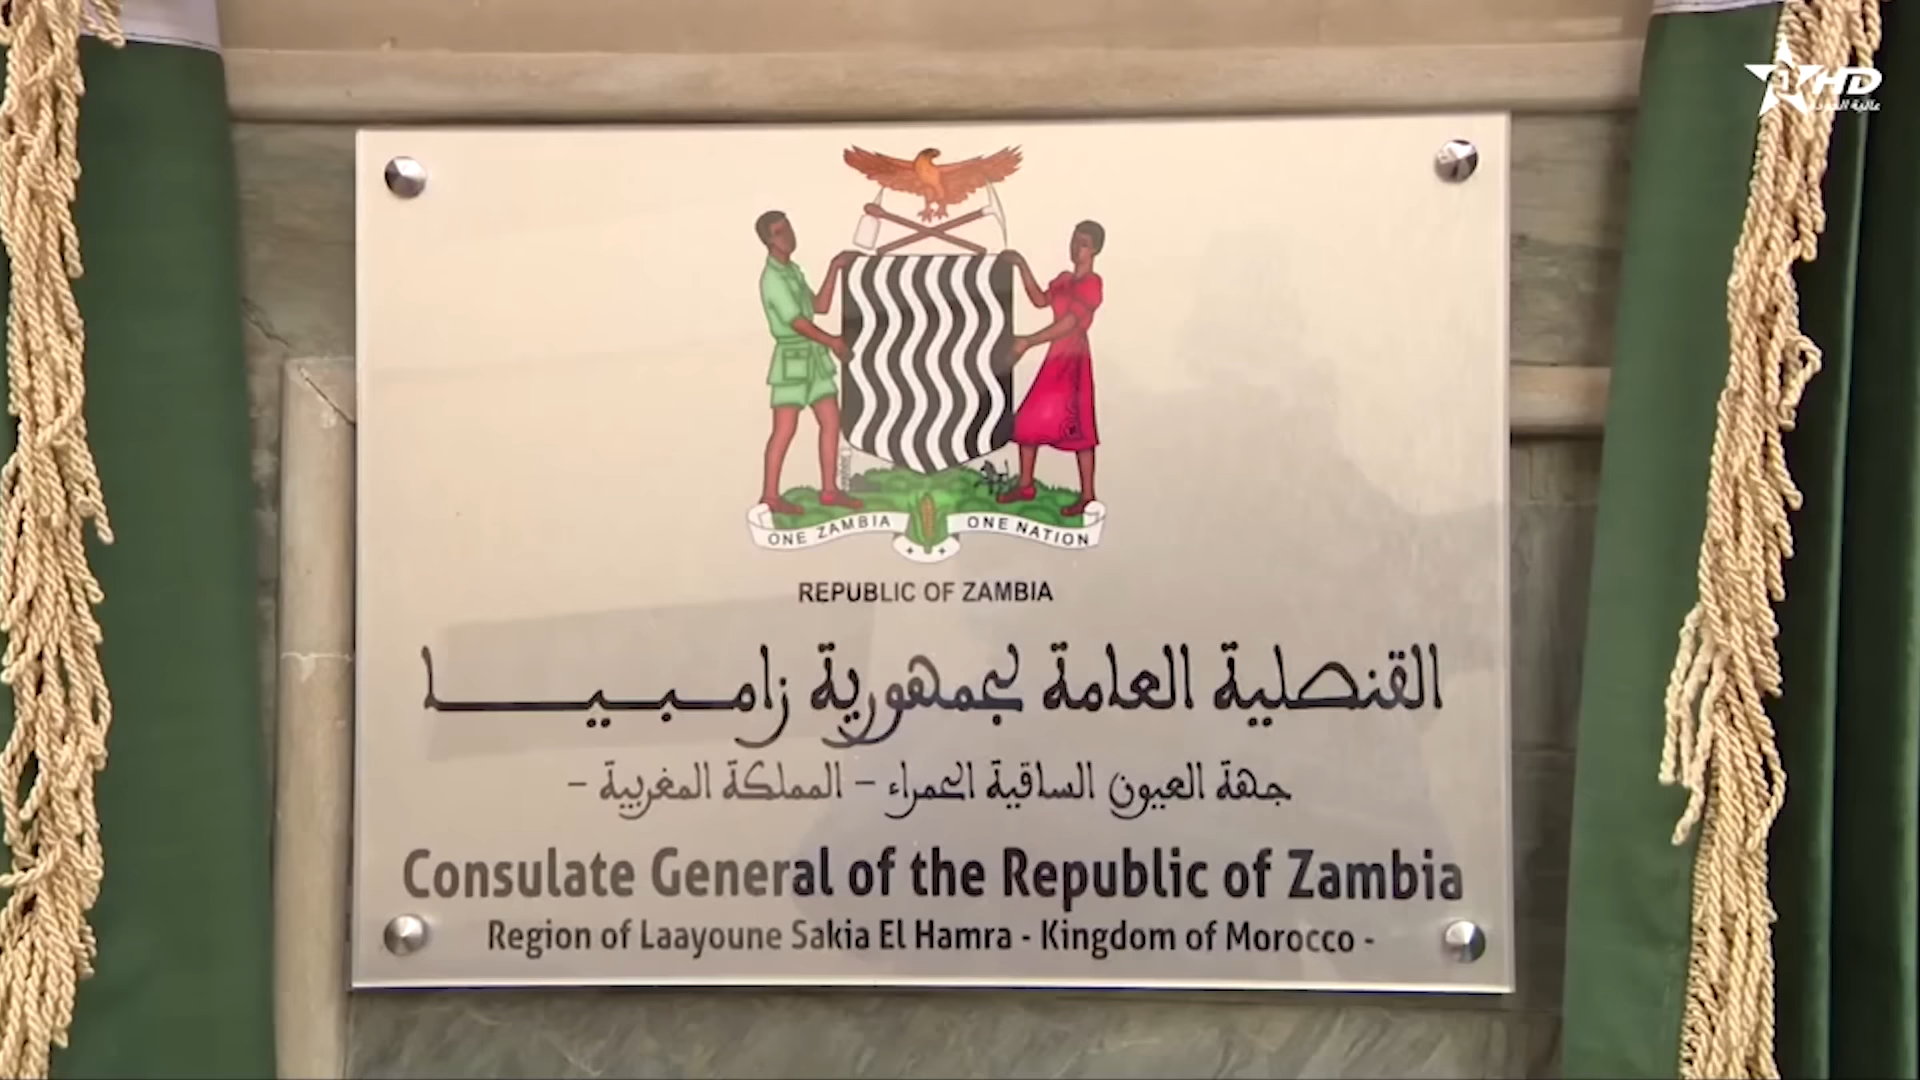 HD
عالية
ONE ZAMBIA ONE NATION
REPUBLIC OF ZAMBIA
القنصلية العامة لجمهورية زامبيا
جهة العيون الساقية الحمراء - المملكة المغربية -
Consulate General of the Republic of Zambia
Region of Laayoune Sakia El Hamra - Kingdom of Morocco -